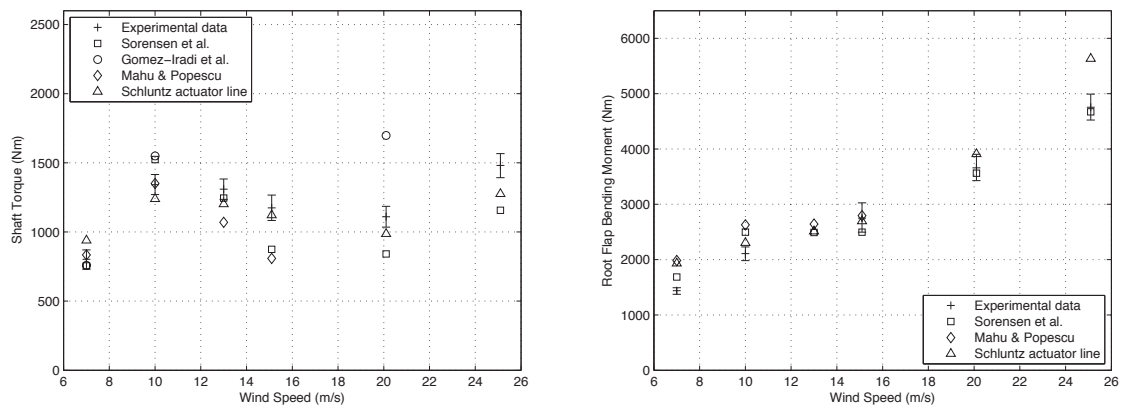 2600
2500
2000
1500
1000
500
0
Shaft Torque (Nm)
Experimental data
Sorensen et al.
Gomez−Iradi et al.
Mahu & Popescu
Schluntz actuator line
6 8 10 12 14 16 18 20 22 24 26
Wind Speed (m/s)
6500
6000
5000
4000
3000
2000
1000
0
Root Flap Bending Moment (Nm)
Experimental data
Sorensen et al.
Mahu & Popescu
Schluntz actuator line
6 8 10 12 14 16 18 20 22 24 26
Wind Speed (m/s)